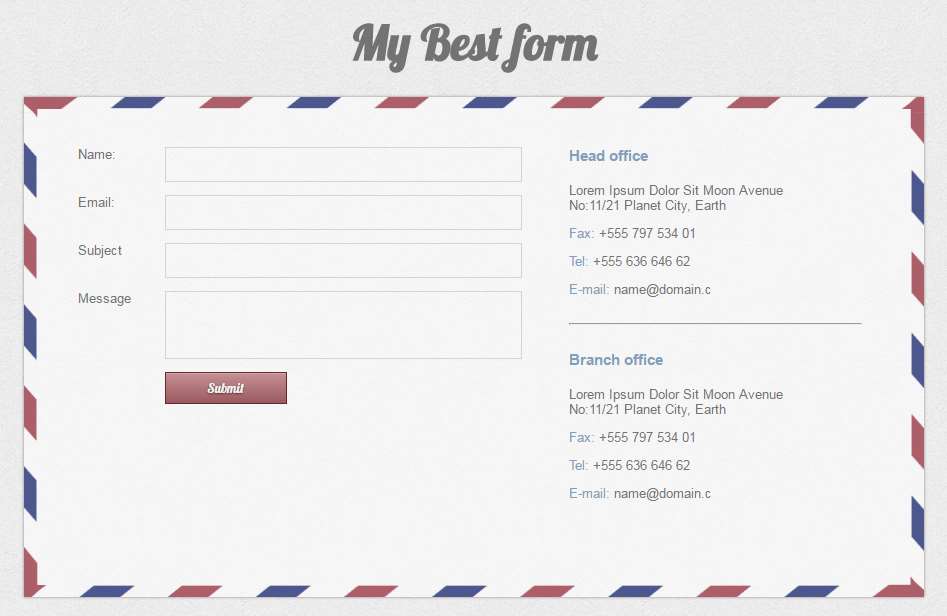 My Best form
Name:
Email:
Subject
Message
Submit
Head office
Lorem Ipsum Dolor Sit Moon Avenue
No:11/21 Planet City, Earth
Fax: +555 797 534 01
Tel: +555 636 646 62
E-mail: name@domain.c
Branch office
Lorem Ipsum Dolor Sit Moon Avenue
No:11/21 Planet City, Earth
Fax: +555 797 534 01
Tel: +555 636 646 62
E-mail: name@domain.c